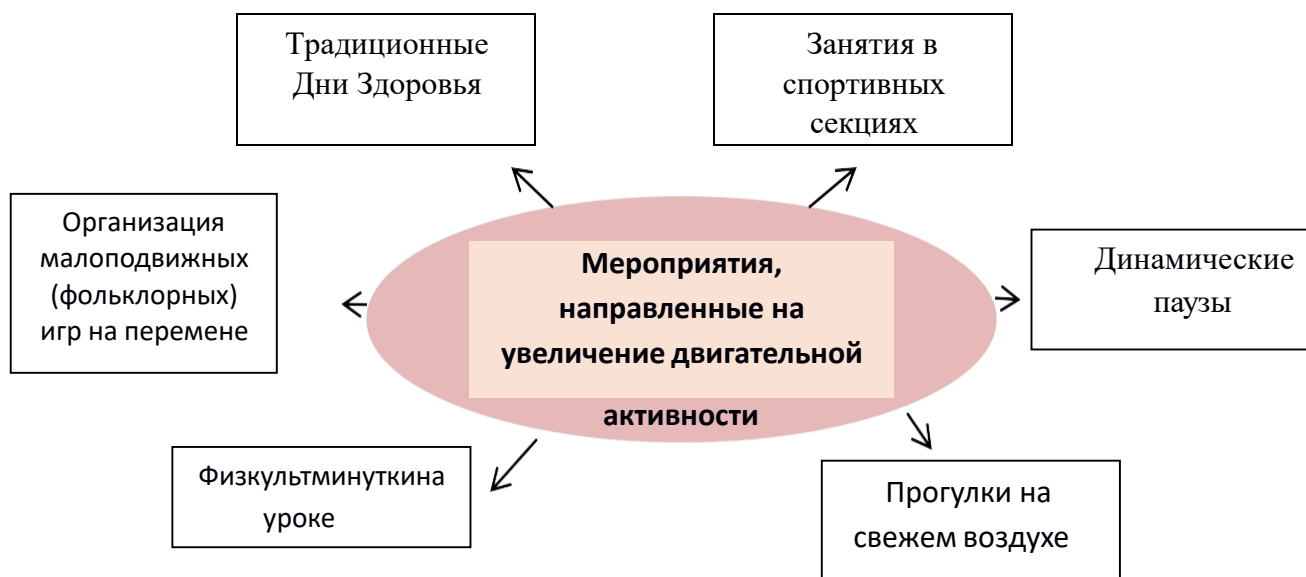 Традиционные
Дни Здоровья
Занятия в
спортивных
секциях
Организация
малоподвижных
(фольклорных)
игр на перемене
Мероприятия,
направленные на
увеличение двигательной
активности
Динамические
паузы
Физкультминуткина
уроке
Прогулки на
свежем воздухе